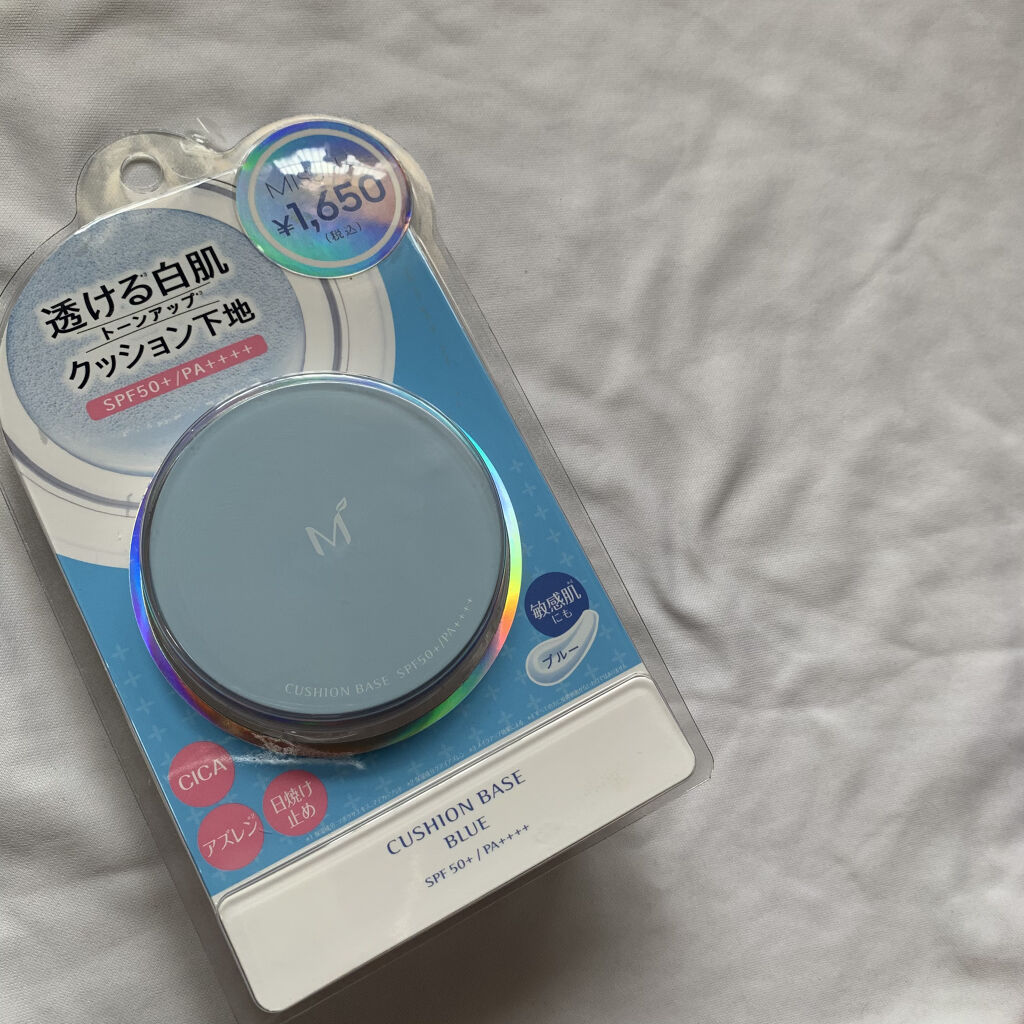 ¥1,650
(税込)
透ける白肌
トーンアップ
クッション下地
SPF50+/PA++++
M
CUSHION BASE SPF50+/PA++++
敏感肌
にも
ブルー
CICA
アズレン
日焼け
止め
CUSHION BASE
BLUE
SPF 50+ / PA++++